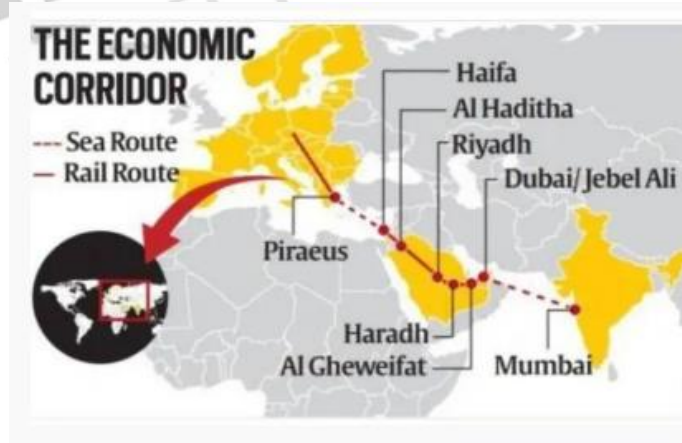 THE ECONOMIC
CORRIDOR
Sea Route
Rail Route
Haifa
Al Haditha
Riyadh
Dubai/ Jebel Ali
Piraeus
Haradh
Al Gheweifat
Mumbai